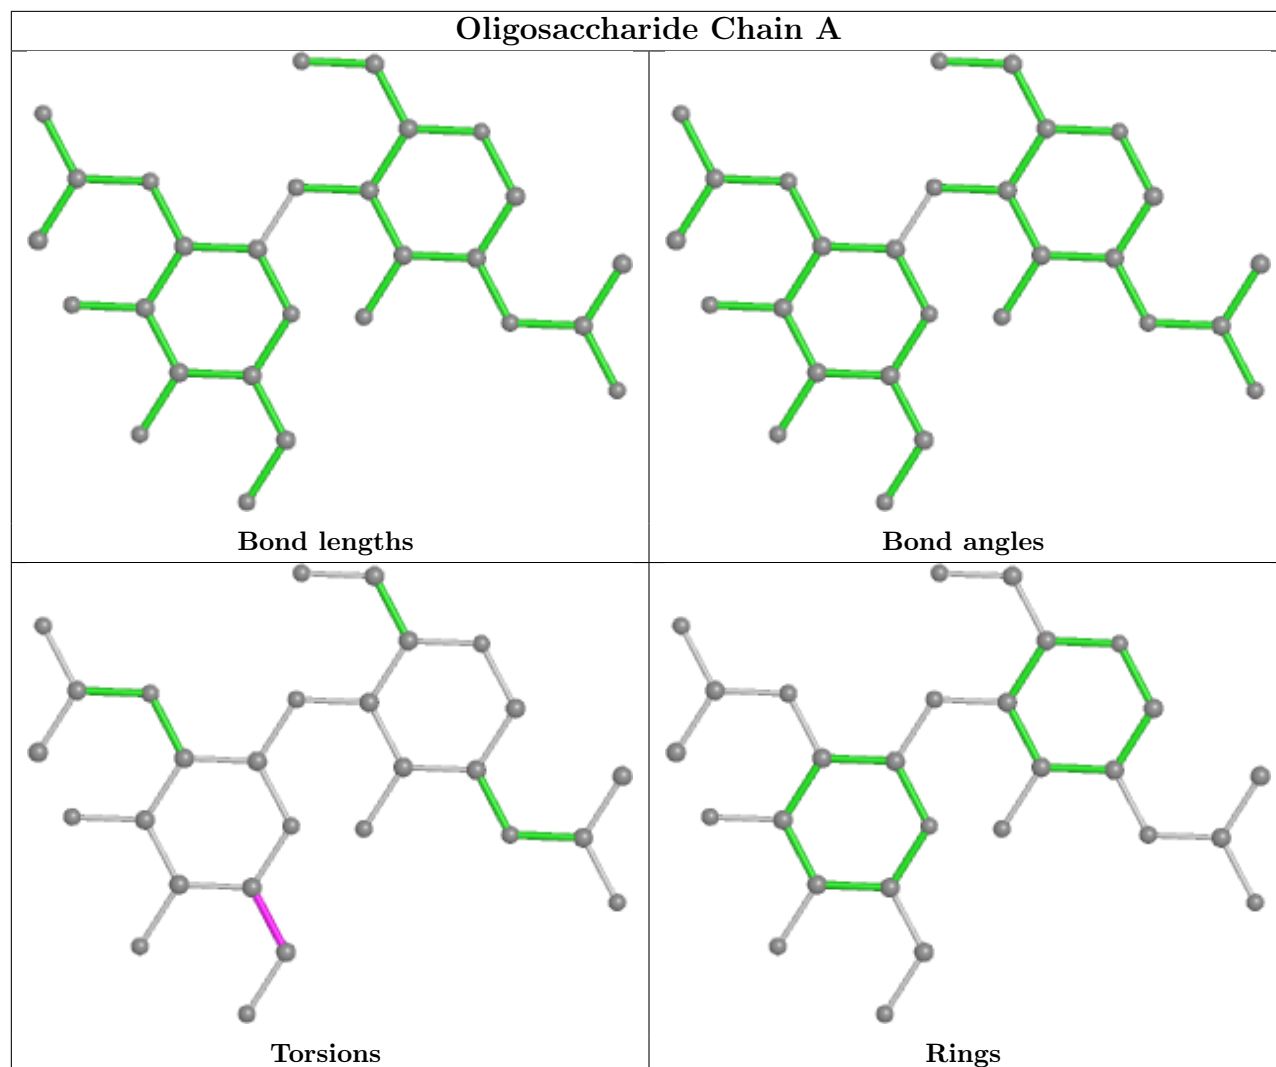 Oligosaccharide Chain A
Bond lengths
Bond angles
Torsions
Rings